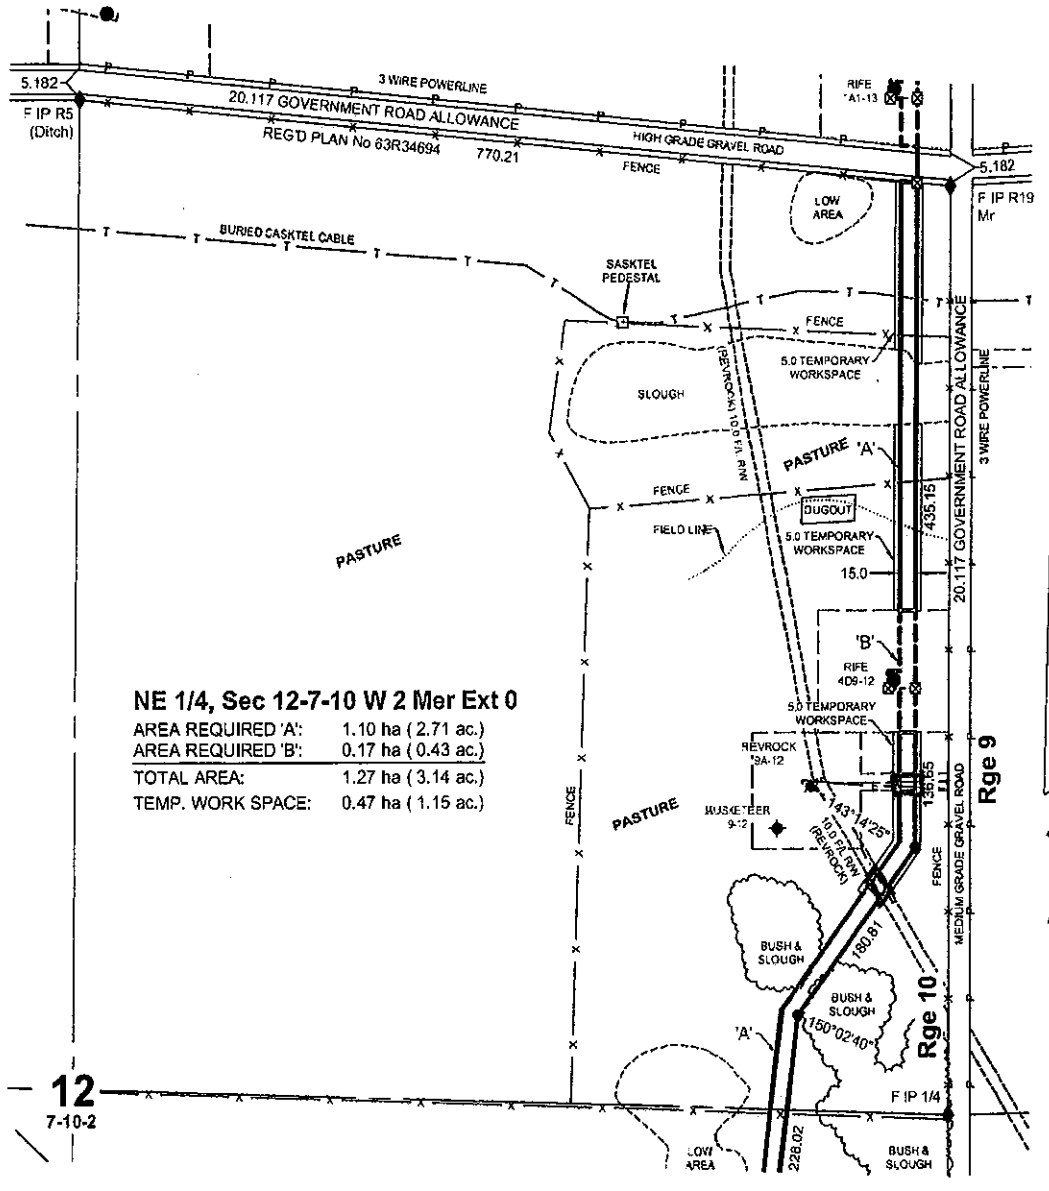 5.182
F IP R5
(Ditch)
3 WIRE POWERLINE
20.117 GOVERNMENT ROAD ALLOWANCE
REG'D PLAN No 63R34694
770.21
HIGH GRADE GRAVEL ROAD
FENCE
RIFE
1A1-13
5.182
F IP R19
Mr
LOW
AREA
BURIED CASKTEL CABLE
SASKTEL
PEDESTAL
FENCE
5.0 TEMPORARY
WORKSPACE
(REVROCK) 10.0 F/L R/W
SLOUGH
PASTURE
'A'
FENCE
DUGOUT
FIELD LINE
5.0 TEMPORARY
WORKSPACE
15.0
435.15
20.117 GOVERNMENT ROAD ALLOWANCE
3 WIRE POWERLINE
PASTURE
'B'
RIFE
4D9-12
NE 1/4, Sec 12-7-10 W 2 Mer Ext 0
AREA REQUIRED 'A': 1.10 ha ( 2.71 ac.)
AREA REQUIRED 'B': 0.17 ha ( 0.43 ac.)
TOTAL AREA: 1.27 ha ( 3.14 ac.)
TEMP. WORK SPACE: 0.47 ha ( 1.15 ac.)
5.0 TEMPORARY
WORKSPACE
REVROCK
9A-12
136.65
Rge 9
FENCE
PASTURE
MUSKETEER
9-12
143°14'25"
10.0 F/L R/W
(REVROCK)
FENCE
MEDIUM GRADE GRAVEL ROAD
180.81
BUSH &
SLOUGH
BUSH &
SLOUGH
Rge 10
150°02'40"
'A'
12
7-10-2
F IP 1/4
228.02
LOW
AREA
BUSH &
SLOUGH